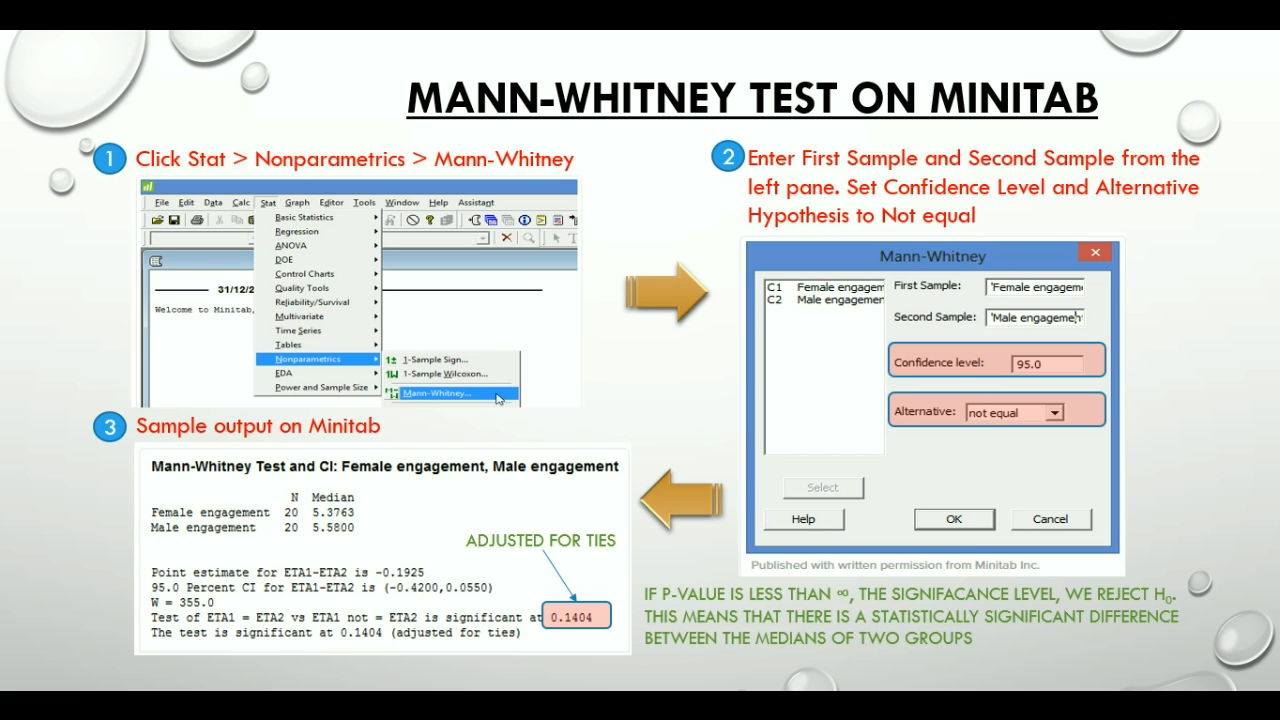 MANN-WHITNEY TEST ON MINITAB
1 Click Stat > Nonparametrics > Mann-Whitney
File Edit Data Calc Stat Graph Editor Tools Window Help Assistant
Basic Statistics
Regression
ANOVA
DOE
Control Charts
Quality Tools
Reliability/Survival
Multivariate
Time Series
Tables
Nonparametrics
EDA
Power and Sample Size
31/12/2
Welcome to Minitab,
1-Sample Sign...
1-Sample Wilcoxon...
Mann-Whitney...
2 Enter First Sample and Second Sample from the
left pane. Set Confidence Level and Alternative
Hypothesis to Not equal
Mann-Whitney
C1 Female engagem
C2 Male engagemen
First Sample: 'Female engagem
Second Sample: 'Male engagement
Confidence level: 95.0
Alternative: not equal
Select
Help OK Cancel
Published with written permission from Minitab Inc.
3 Sample output on Minitab
Mann-Whitney Test and CI: Female engagement, Male engagement
N Median
Female engagement 20 5.3763
Male engagement 20 5.5800
ADJUSTED FOR TIES
Point estimate for ETA1-ETA2 is -0.1925
95.0 Percent CI for ETA1-ETA2 is (-0.4200,0.0550)
W = 355.0
Test of ETA1 = ETA2 vs ETA1 not = ETA2 is significant at 0.1404
The test is significant at 0.1404 (adjusted for ties)
IF P-VALUE IS LESS THAN ∞, THE SIGNIFACANCE LEVEL, WE REJECT H₀.
THIS MEANS THAT THERE IS A STATISTICALLY SIGNIFICANT DIFFERENCE
BETWEEN THE MEDIANS OF TWO GROUPS